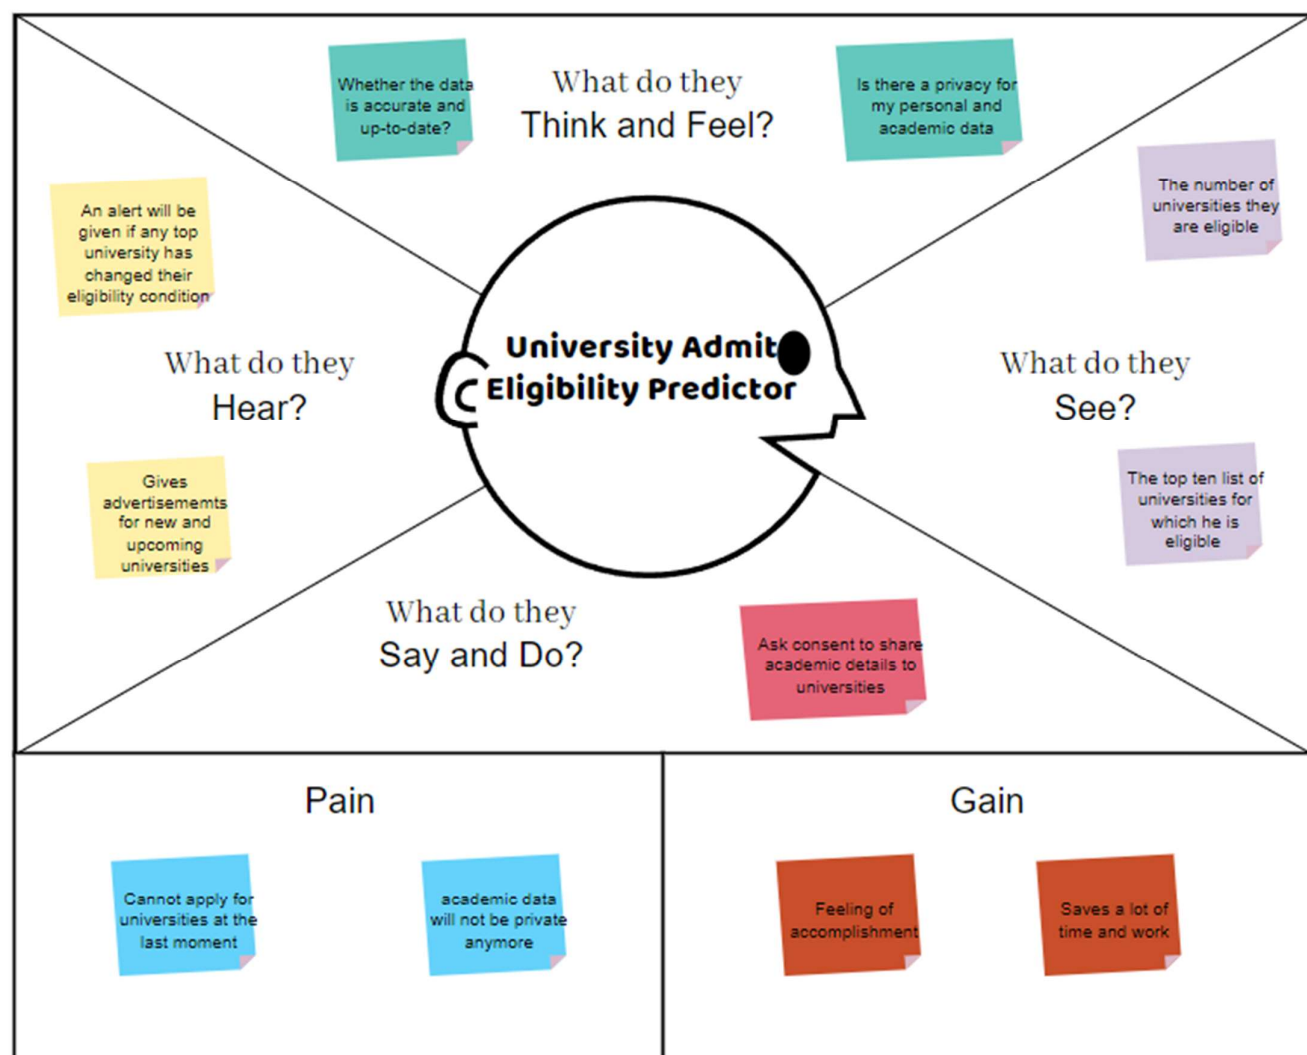 What do they
Think and Feel?
Whether the data
is accurate and
up-to-date?
Is there a privacy for
my personal and
academic data
An alert will be
given if any top
university has
changed their
eligibility condition
What do they
Hear?
Gives
advertisememts
for new and
upcoming
universities
University Admit
Eligibility Predictor
The number of
universities they
are eligible
What do they
See?
The top ten list of
universities for
which he is
eligible
What do they
Say and Do?
Ask consent to share
academic details to
universities
Pain
Cannot apply for
universities at the
last moment
academic data
will not be private
anymore
Gain
Feeling of
accomplishment
Saves a lot of
time and work